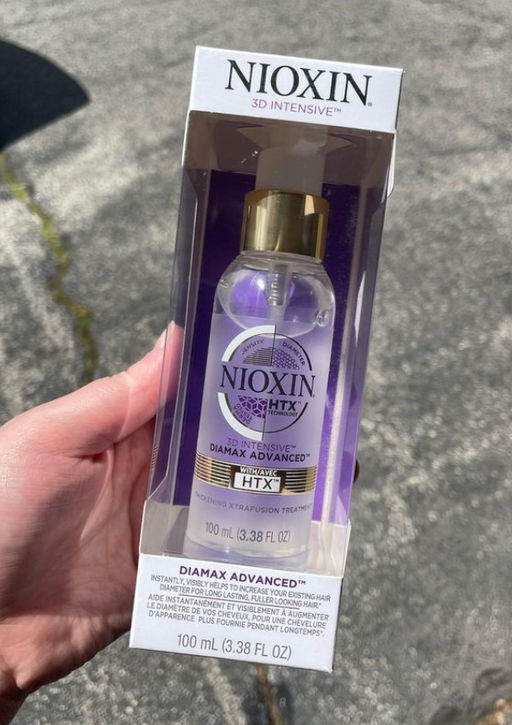 NIOXIN®
3D INTENSIVE™
DENSITY DIAMETER
NIOXIN®
HTX™
TECHNOLOGY
3D INTENSIVE™
DIAMAX ADVANCED™
WITH/AVEC
HTX™
THICKENING XTRAFUSION TREATMENT
100 mL (3.38 FL OZ)
DIAMAX ADVANCED™
INSTANTLY, VISIBLY HELPS TO INCREASE YOUR EXISTING HAIR
DIAMETER FOR LONG LASTING, FULLER LOOKING HAIR.*
AIDE INSTANTANÉMENT ET VISIBLEMENT À AUGMENTER
LE DIAMÈTRE DE VOS CHEVEUX, POUR UNE CHEVELURE
D'APPARENCE PLUS FOURNIE PENDANT LONGTEMPS*.
100 mL (3.38 FL OZ)